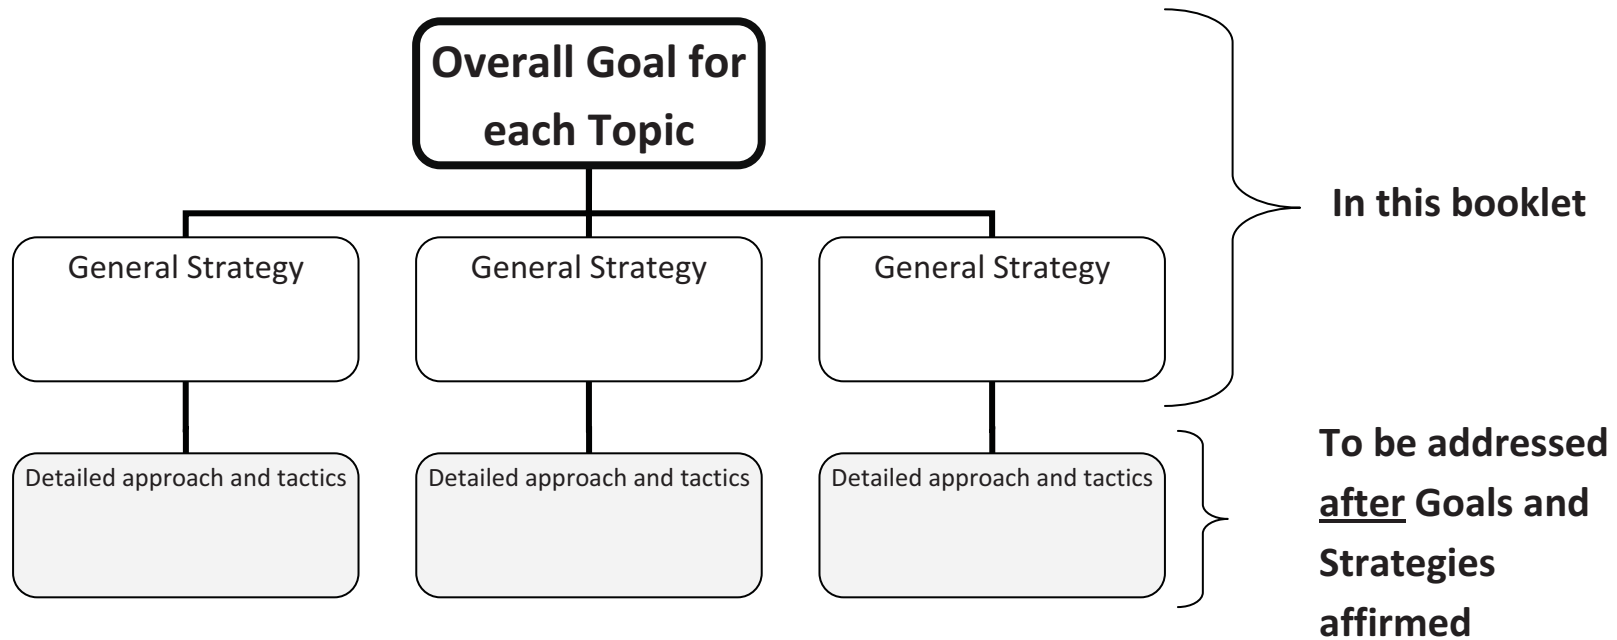 Overall Goal for
each Topic
In this booklet
General Strategy
General Strategy
General Strategy
Detailed approach and tactics
Detailed approach and tactics
Detailed approach and tactics
To be addressed
after Goals and
Strategies
affirmed